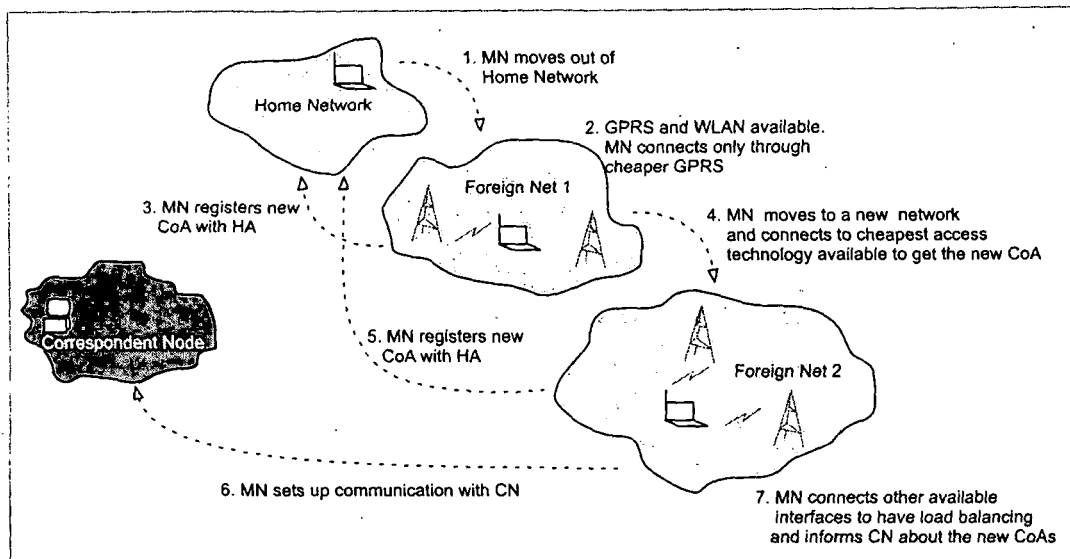 1. MN moves out of
Home Network
Home Network
2. GPRS and WLAN available.
MN connects only through
cheaper GPRS
Foreign Net 1
3. MN registers new
CoA with HA
4. MN moves to a new network
and connects to cheapest access
technology available to get the new CoA
Correspondent Node
5. MN registers new
CoA with HA
Foreign Net 2
6. MN sets up communication with CN
7. MN connects other available
interfaces to have load balancing
and informs CN about the new CoAs